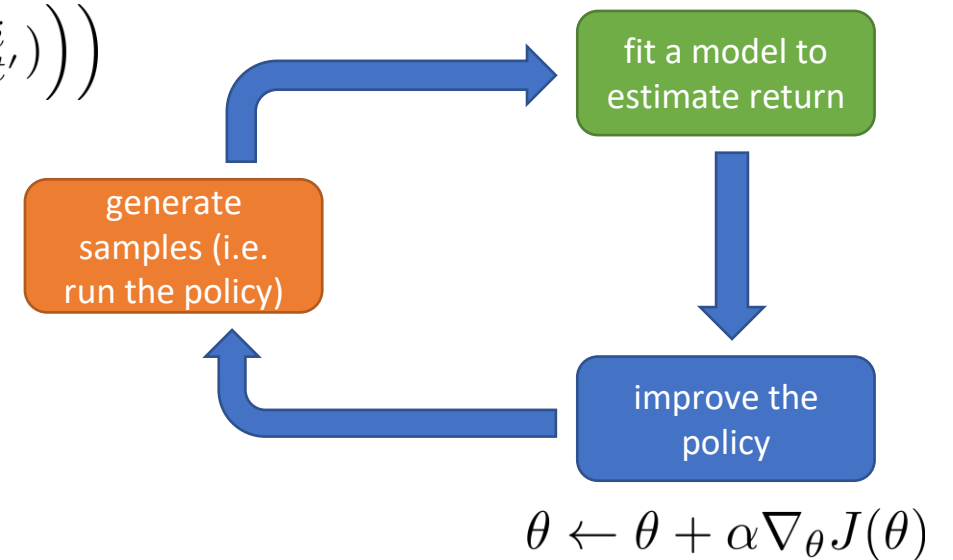 t'))))
fit a model to
estimate return
generate
samples (i.e.
run the policy)
improve the
policy
θ ← θ + α∇θJ(θ)